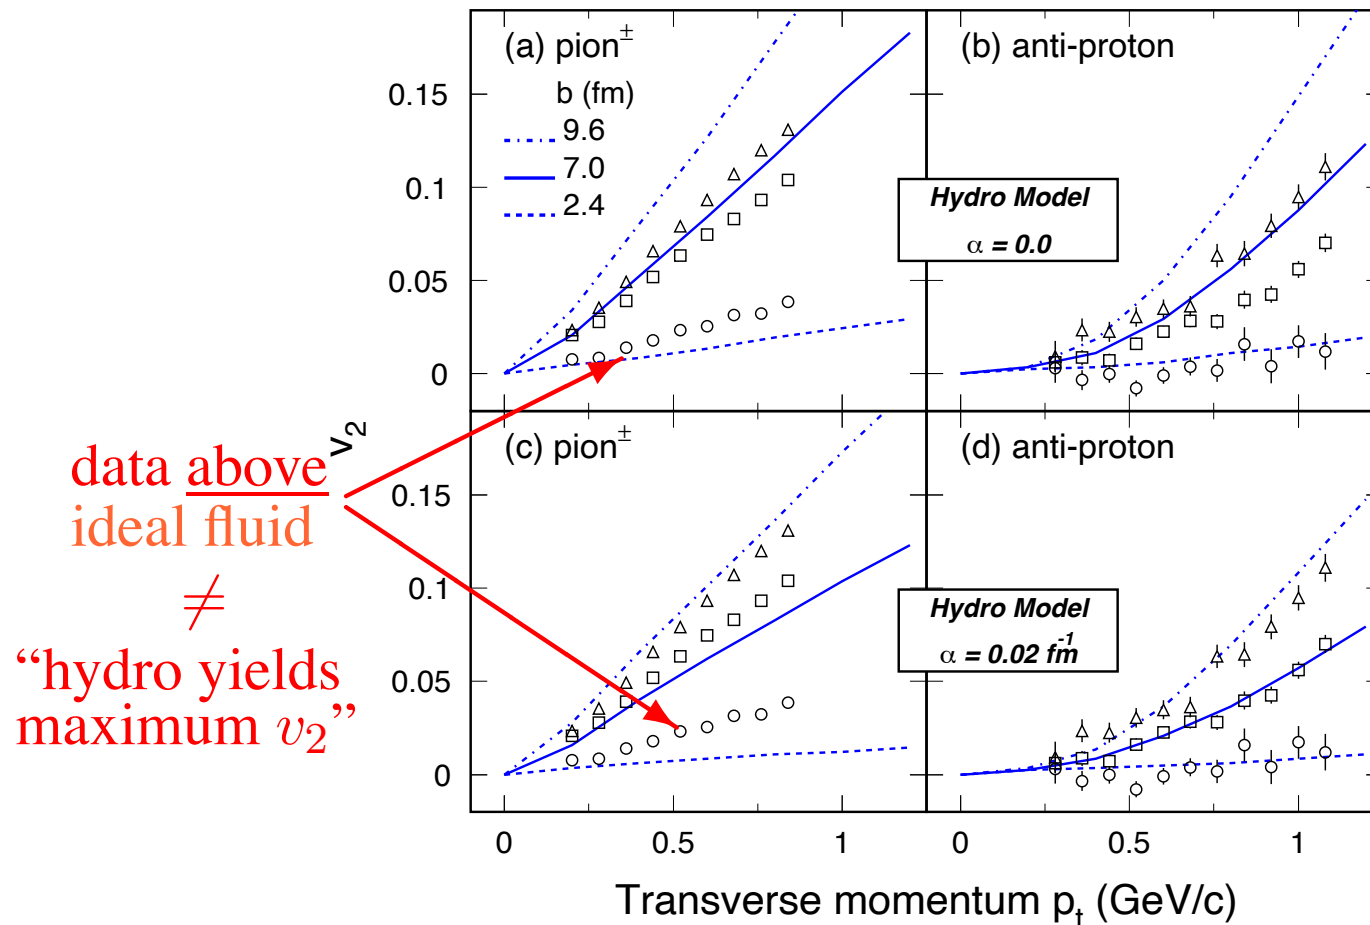 (a) pion±
b (fm)
9.6
7.0
2.4
(b) anti-proton
Hydro Model
α = 0.0
0.15
0.1
0.05
0
v2
(c) pion±
(d) anti-proton
Hydro Model
α = 0.02 fm-1
0.15
0.1
0.05
0
0 0.5 1 0 0.5 1
Transverse momentum pt (GeV/c)
data above
ideal fluid
≠
“hydro yields
maximum v2”